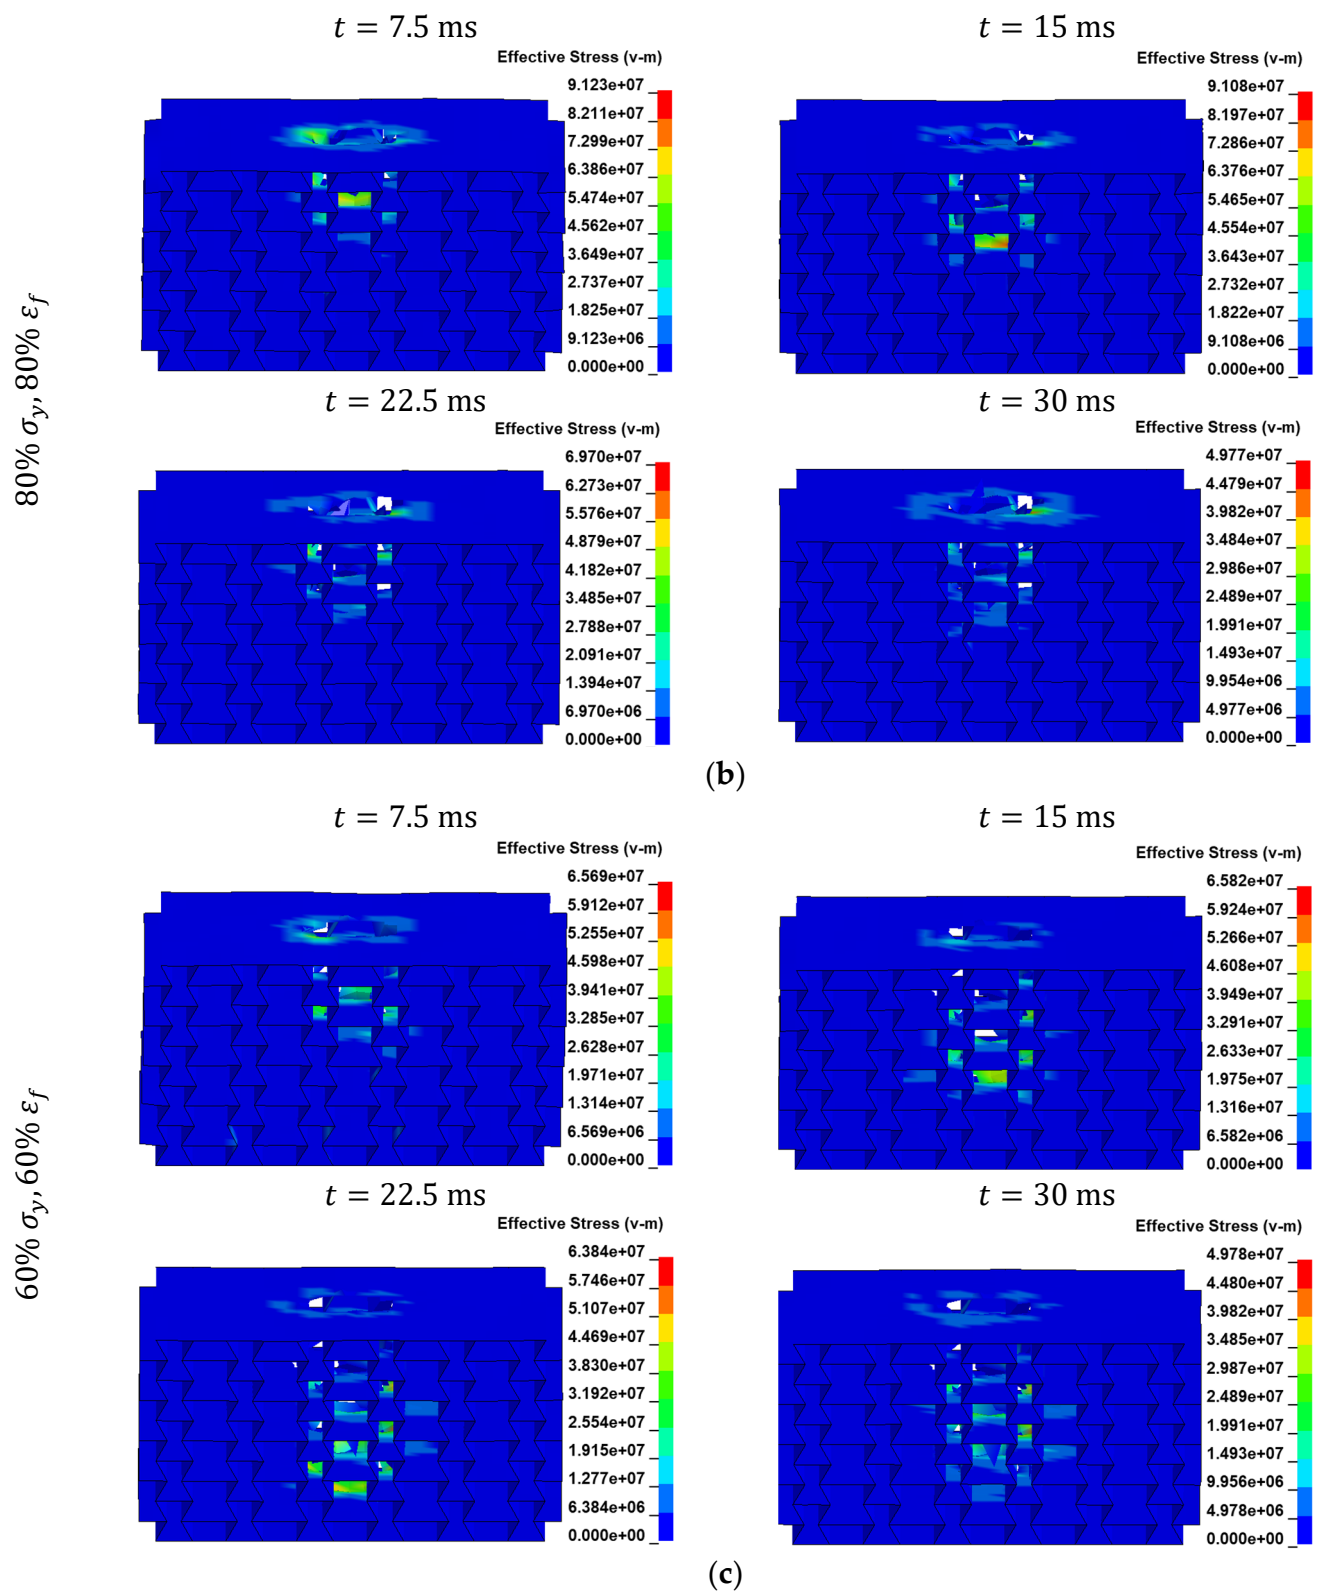 t = 7.5 ms
Effective Stress (v-m)
9.123e+07
8.211e+07
7.299e+07
6.386e+07
5.474e+07
4.562e+07
3.649e+07
2.737e+07
1.825e+07
9.123e+06
0.000e+00
t = 15 ms
Effective Stress (v-m)
9.108e+07
8.197e+07
7.286e+07
6.376e+07
5.465e+07
4.554e+07
3.643e+07
2.732e+07
1.822e+07
9.108e+06
0.000e+00
80% σy, 80% εf
t = 22.5 ms
Effective Stress (v-m)
6.970e+07
6.273e+07
5.576e+07
4.879e+07
4.182e+07
3.485e+07
2.788e+07
2.091e+07
1.394e+07
6.970e+06
0.000e+00
t = 30 ms
Effective Stress (v-m)
4.977e+07
4.479e+07
3.982e+07
3.484e+07
2.986e+07
2.489e+07
1.991e+07
1.493e+07
9.954e+06
4.977e+06
0.000e+00
(b)
t = 7.5 ms
Effective Stress (v-m)
6.569e+07
5.912e+07
5.255e+07
4.598e+07
3.941e+07
3.285e+07
2.628e+07
1.971e+07
1.314e+07
6.569e+06
0.000e+00
t = 15 ms
Effective Stress (v-m)
6.582e+07
5.924e+07
5.266e+07
4.608e+07
3.949e+07
3.291e+07
2.633e+07
1.975e+07
1.316e+07
6.582e+06
0.000e+00
60% σy, 60% εf
t = 22.5 ms
Effective Stress (v-m)
6.384e+07
5.746e+07
5.107e+07
4.469e+07
3.830e+07
3.192e+07
2.554e+07
1.915e+07
1.277e+07
6.384e+06
0.000e+00
t = 30 ms
Effective Stress (v-m)
4.978e+07
4.480e+07
3.982e+07
3.485e+07
2.987e+07
2.489e+07
1.991e+07
1.493e+07
9.956e+06
4.978e+06
0.000e+00
(c)